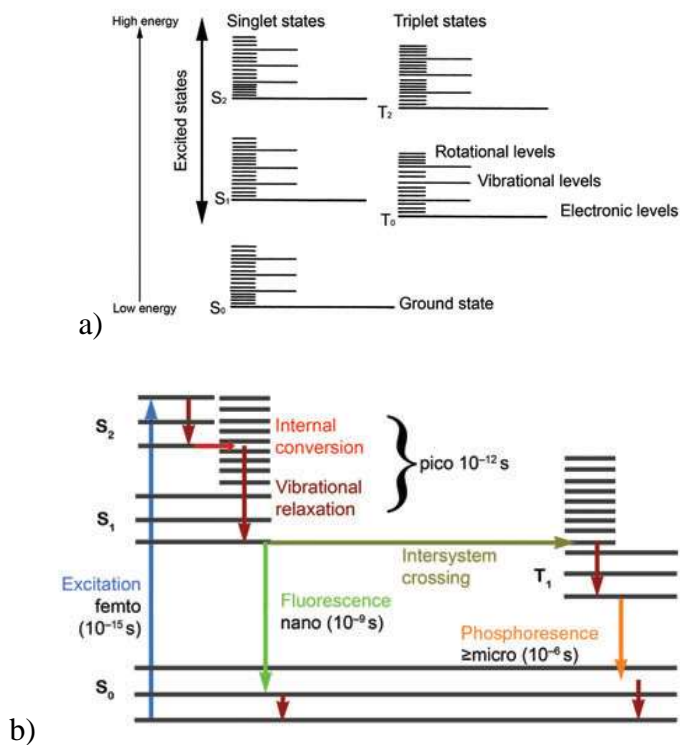 High energy
Singlet states
Triplet states
Excited states
S2
T2
Rotational levels
Vibrational levels
S1
T0
Electronic levels
S0
Ground state
Low energy
a)
S2
Internal
conversion
pico 10⁻¹² s
Vibrational
relaxation
S1
Intersystem
crossing
T1
Excitation
femto
(10⁻¹⁵ s)
Fluorescence
nano (10⁻⁹ s)
Phosphoresence
≥micro (10⁻⁶ s)
S0
b)